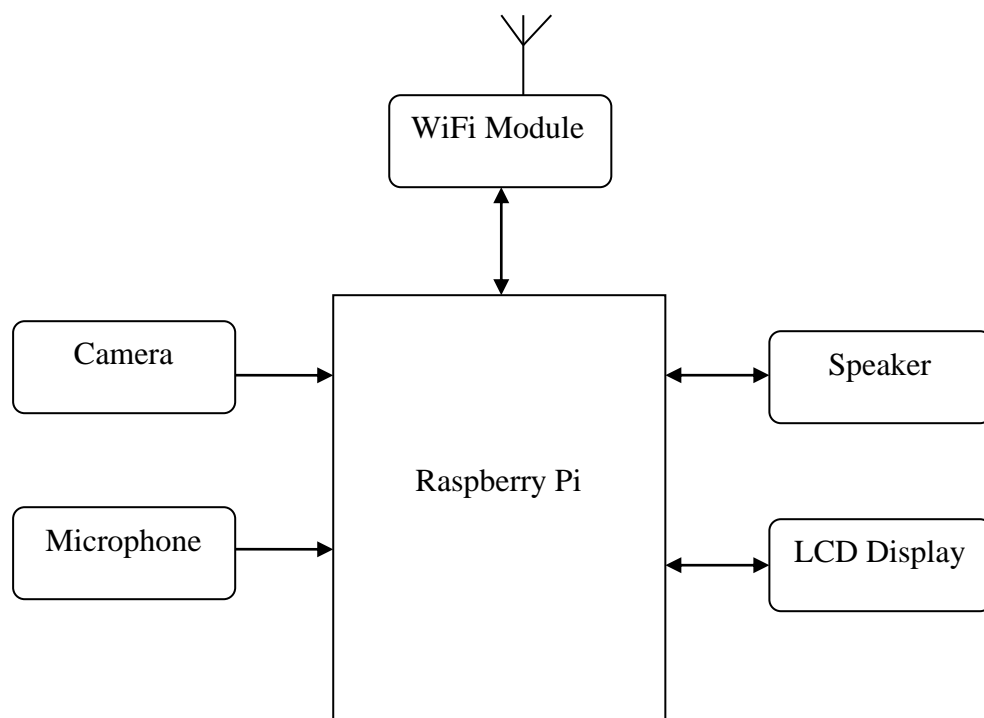 WiFi Module
Camera
Speaker
Raspberry Pi
Microphone
LCD Display